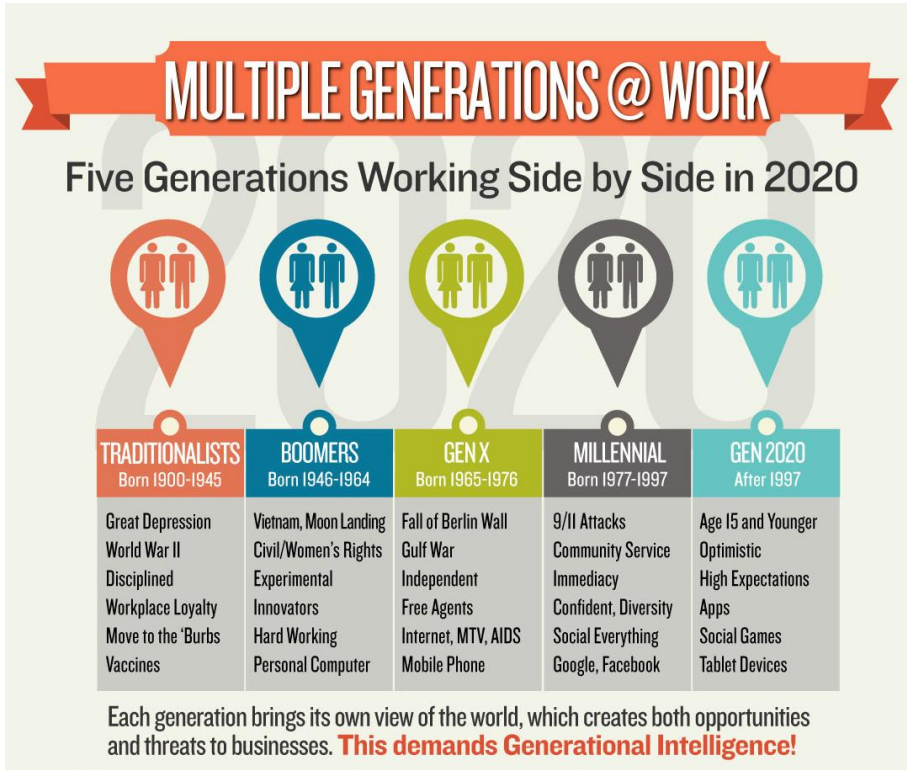 MULTIPLE GENERATIONS @ WORK
2020
Five Generations Working Side by Side in 2020
TRADITIONALISTS
Born 1900-1945
Great Depression
World War II
Disciplined
Workplace Loyalty
Move to the ‘Burbs
Vaccines
BOOMERS
Born 1946-1964
Vietnam, Moon Landing
Civil/Women’s Rights
Experimental
Innovators
Hard Working
Personal Computer
GEN X
Born 1965-1976
Fall of Berlin Wall
Gulf War
Independent
Free Agents
Internet, MTV, AIDS
Mobile Phone
MILLENNIAL
Born 1977-1997
9/11 Attacks
Community Service
Immediacy
Confident, Diversity
Social Everything
Google, Facebook
GEN 2020
After 1997
Age 15 and Younger
Optimistic
High Expectations
Apps
Social Games
Tablet Devices
Each generation brings its own view of the world, which creates both opportunities
and threats to businesses. This demands Generational Intelligence!